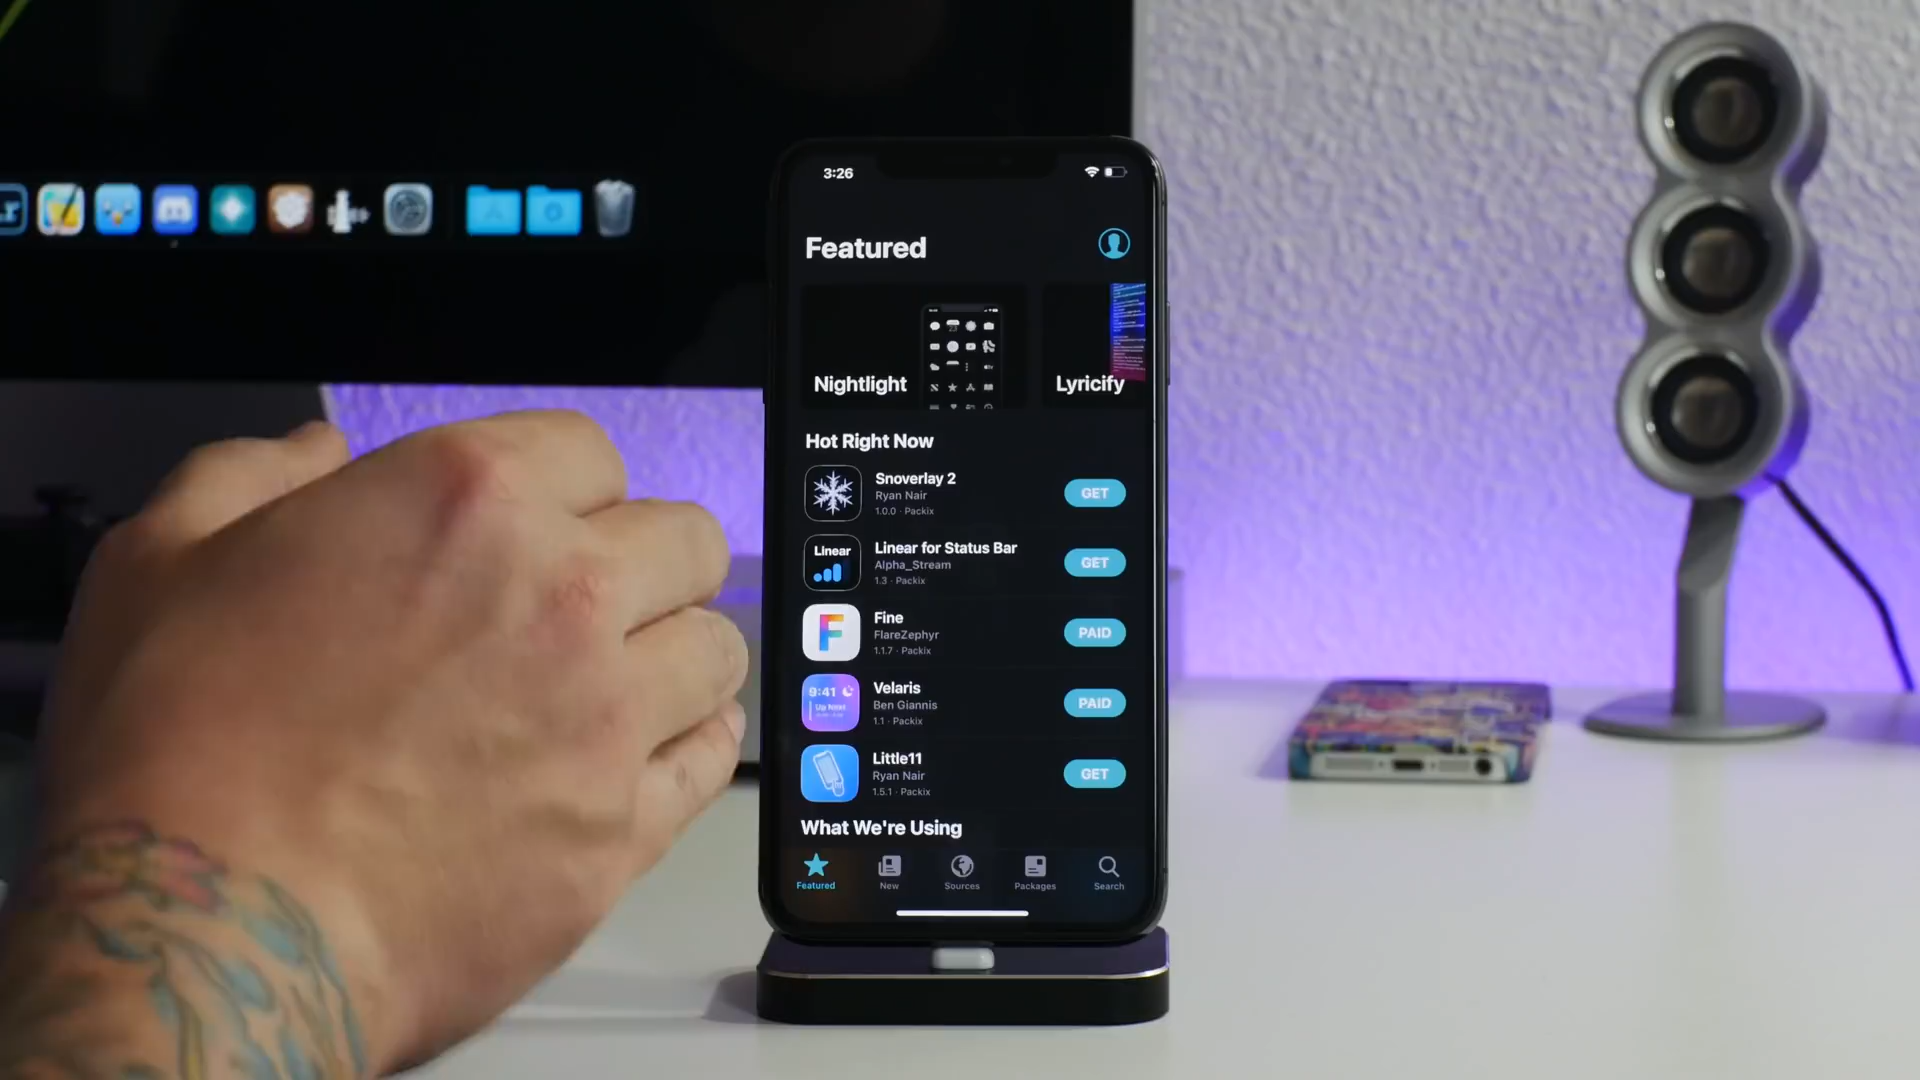 3:26
Featured
Nightlight
Lyricify
Hot Right Now
Snoverlay 2
Ryan Nair
1.0.0 · Packix
GET
Linear
Linear for Status Bar
Alpha_Stream
1.3 · Packix
GET
F
Fine
FlareZephyr
1.1.7 · Packix
PAID
9:41
Up Next
Velaris
Ben Giannis
1.1 · Packix
PAID
Little11
Ryan Nair
1.5.1 · Packix
GET
What We're Using
Featured
New
Sources
Packages
Search